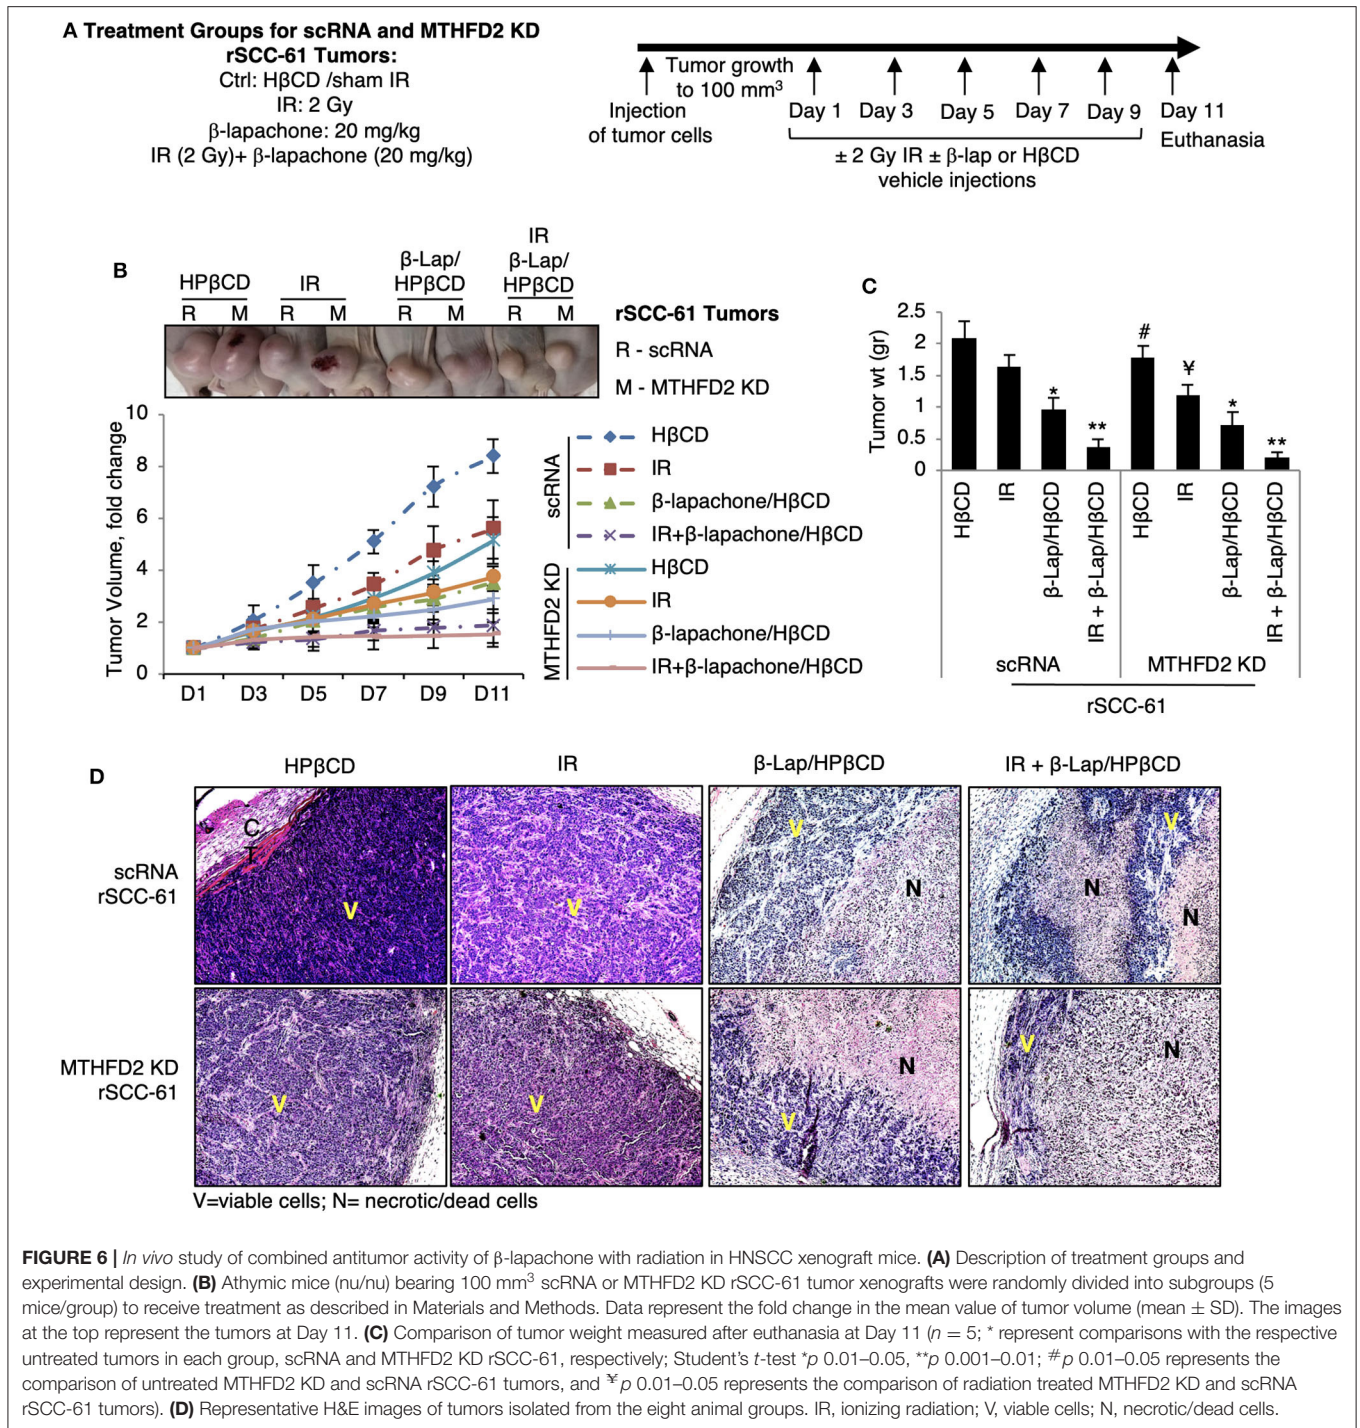 A Treatment Groups for scRNA and MTHFD2 KD
rSCC-61 Tumors:
Ctrl: HβCD /sham IR
IR: 2 Gy
β-lapachone: 20 mg/kg
IR (2 Gy)+ β-lapachone (20 mg/kg)
Tumor growth
to 100 mm³
Injection
of tumor cells
Day 1 Day 3 Day 5 Day 7 Day 9 Day 11
Euthanasia
± 2 Gy IR ± β-lap or HβCD
vehicle injections
B
HPβCD
IR
β-Lap/
HPβCD
IR
β-Lap/
HPβCD
R M R M R M R M
rSCC-61 Tumors
R - scRNA
M - MTHFD2 KD
Tumor Volume, fold change
10
8
6
4
2
0
D1 D3 D5 D7 D9 D11
scRNA
HβCD
IR
β-lapachone/HβCD
IR+β-lapachone/HβCD
MTHFD2 KD
HβCD
IR
β-lapachone/HβCD
IR+β-lapachone/HβCD
C
Tumor wt (gr)
2.5
2
1.5
1
0.5
0
* ** # ¥ * **
HβCD
IR
β-Lap/HβCD
IR + β-Lap/HβCD
HβCD
IR
β-Lap/HβCD
IR + β-Lap/HβCD
scRNA MTHFD2 KD
rSCC-61
D
HPβCD IR β-Lap/HPβCD IR + β-Lap/HPβCD
scRNA
rSCC-61
C
T
V V V N V N N
MTHFD2 KD
rSCC-61
V V V N V N
V=viable cells; N= necrotic/dead cells
FIGURE 6 | In vivo study of combined antitumor activity of β-lapachone with radiation in HNSCC xenograft mice. (A) Description of treatment groups and
experimental design. (B) Athymic mice (nu/nu) bearing 100 mm³ scRNA or MTHFD2 KD rSCC-61 tumor xenografts were randomly divided into subgroups (5
mice/group) to receive treatment as described in Materials and Methods. Data represent the fold change in the mean value of tumor volume (mean ± SD). The images
at the top represent the tumors at Day 11. (C) Comparison of tumor weight measured after euthanasia at Day 11 (n = 5; * represent comparisons with the respective
untreated tumors in each group, scRNA and MTHFD2 KD rSCC-61, respectively; Student's t-test *p 0.01–0.05, **p 0.001–0.01; #p 0.01–0.05 represents the
comparison of untreated MTHFD2 KD and scRNA rSCC-61 tumors, and ¥p 0.01–0.05 represents the comparison of radiation treated MTHFD2 KD and scRNA
rSCC-61 tumors). (D) Representative H&E images of tumors isolated from the eight animal groups. IR, ionizing radiation; V, viable cells; N, necrotic/dead cells.